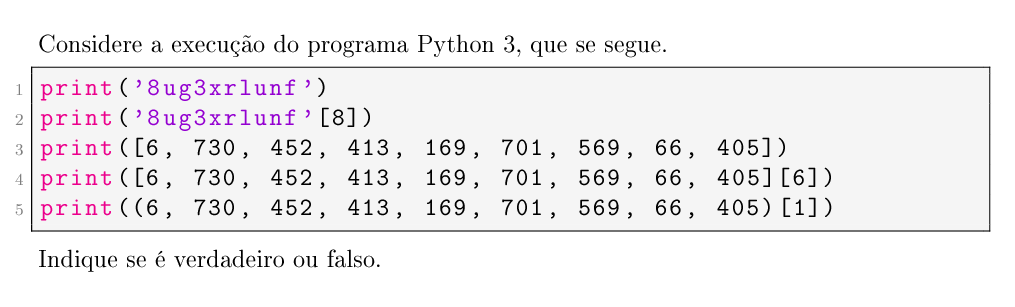 Considere a execução do programa Python 3, que se segue.
1 print('8ug3xrlunf')
2 print('8ug3xrlunf'[8])
3 print([6, 730, 452, 413, 169, 701, 569, 66, 405])
4 print([6, 730, 452, 413, 169, 701, 569, 66, 405][6])
5 print((6, 730, 452, 413, 169, 701, 569, 66, 405)[1])
Indique se é verdadeiro ou falso.